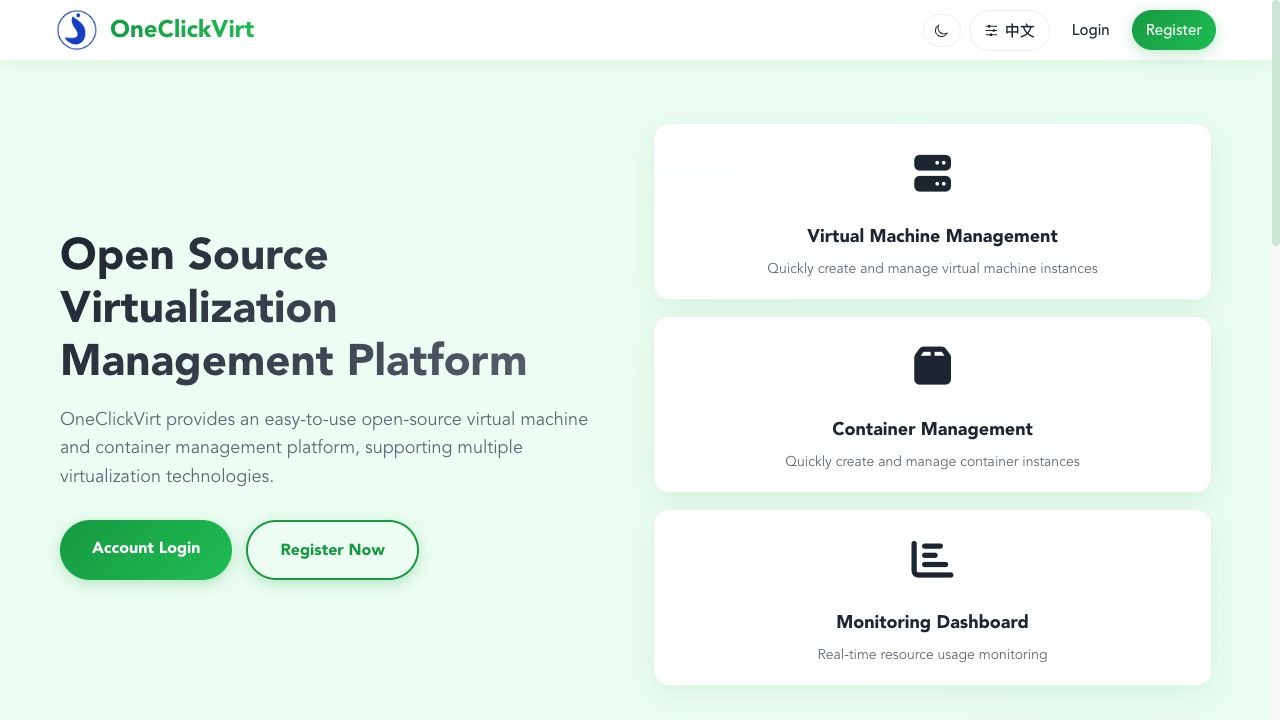 OneClickVirt
中文
Login
Register
Open Source
Virtualization
Management Platform
OneClickVirt provides an easy-to-use open-source virtual machine
and container management platform, supporting multiple
virtualization technologies.
Account Login
Register Now
Virtual Machine Management
Quickly create and manage virtual machine instances
Container Management
Quickly create and manage container instances
Monitoring Dashboard
Real-time resource usage monitoring